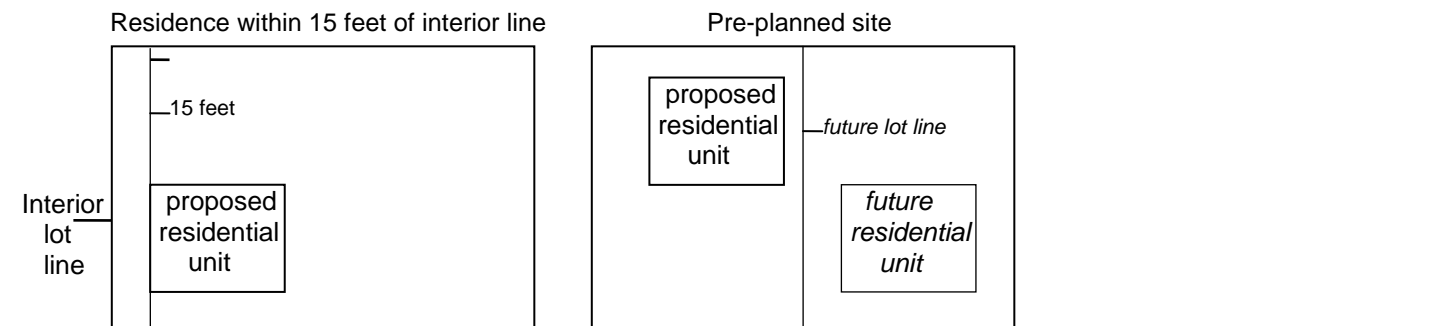 Residence within 15 feet of interior line
15 feet
Interior
lot
line
proposed
residential
unit
Pre-planned site
proposed
residential
unit
future lot line
future
residential
unit